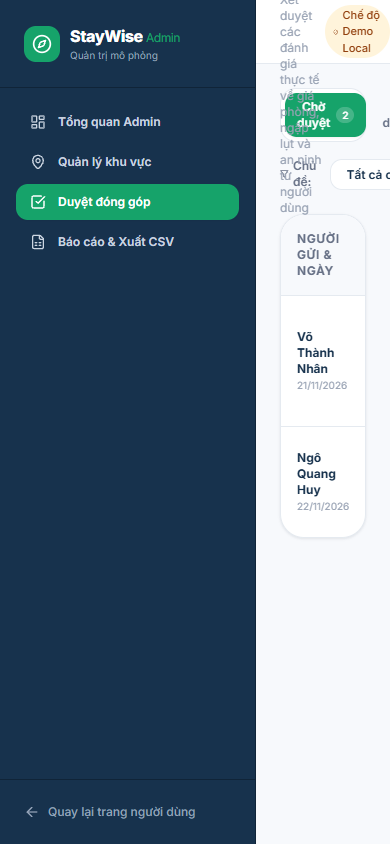 StayWise Admin
Quản trị mô phỏng
Tổng quan Admin
Quản lý khu vực
Duyệt đóng góp
Báo cáo & Xuất CSV
Quay lại trang người dùng
Xét
duyệt
các
đánh
giá
thực tế
về giá
phòng,
ngập
lụt và
an ninh
từ
người
dùng
Chế độ
Demo
Local
Chờ
duyệt
2
Chủ
đề:
Tất cả
NGƯỜI
GỬI &
NGÀY
Võ
Thành
Nhân
21/11/2026
Ngô
Quang
Huy
22/11/2026